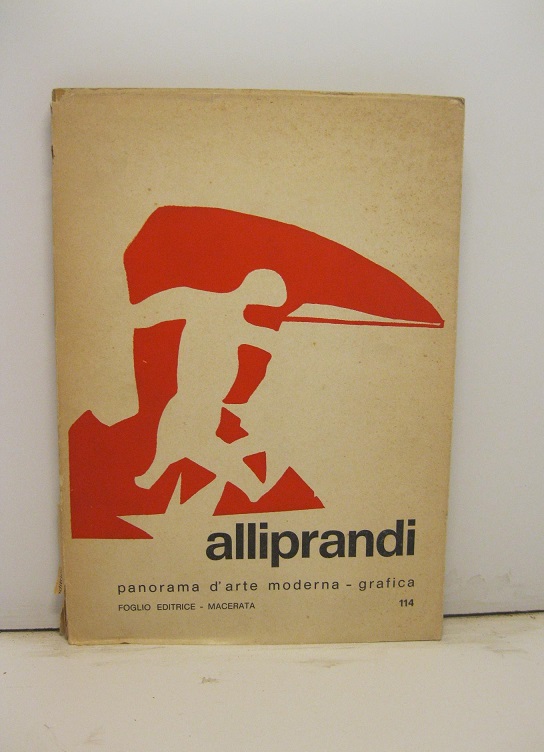 alliprandi
panorama d'arte moderna - grafica
FOGLIO EDITRICE - MACERATA 114